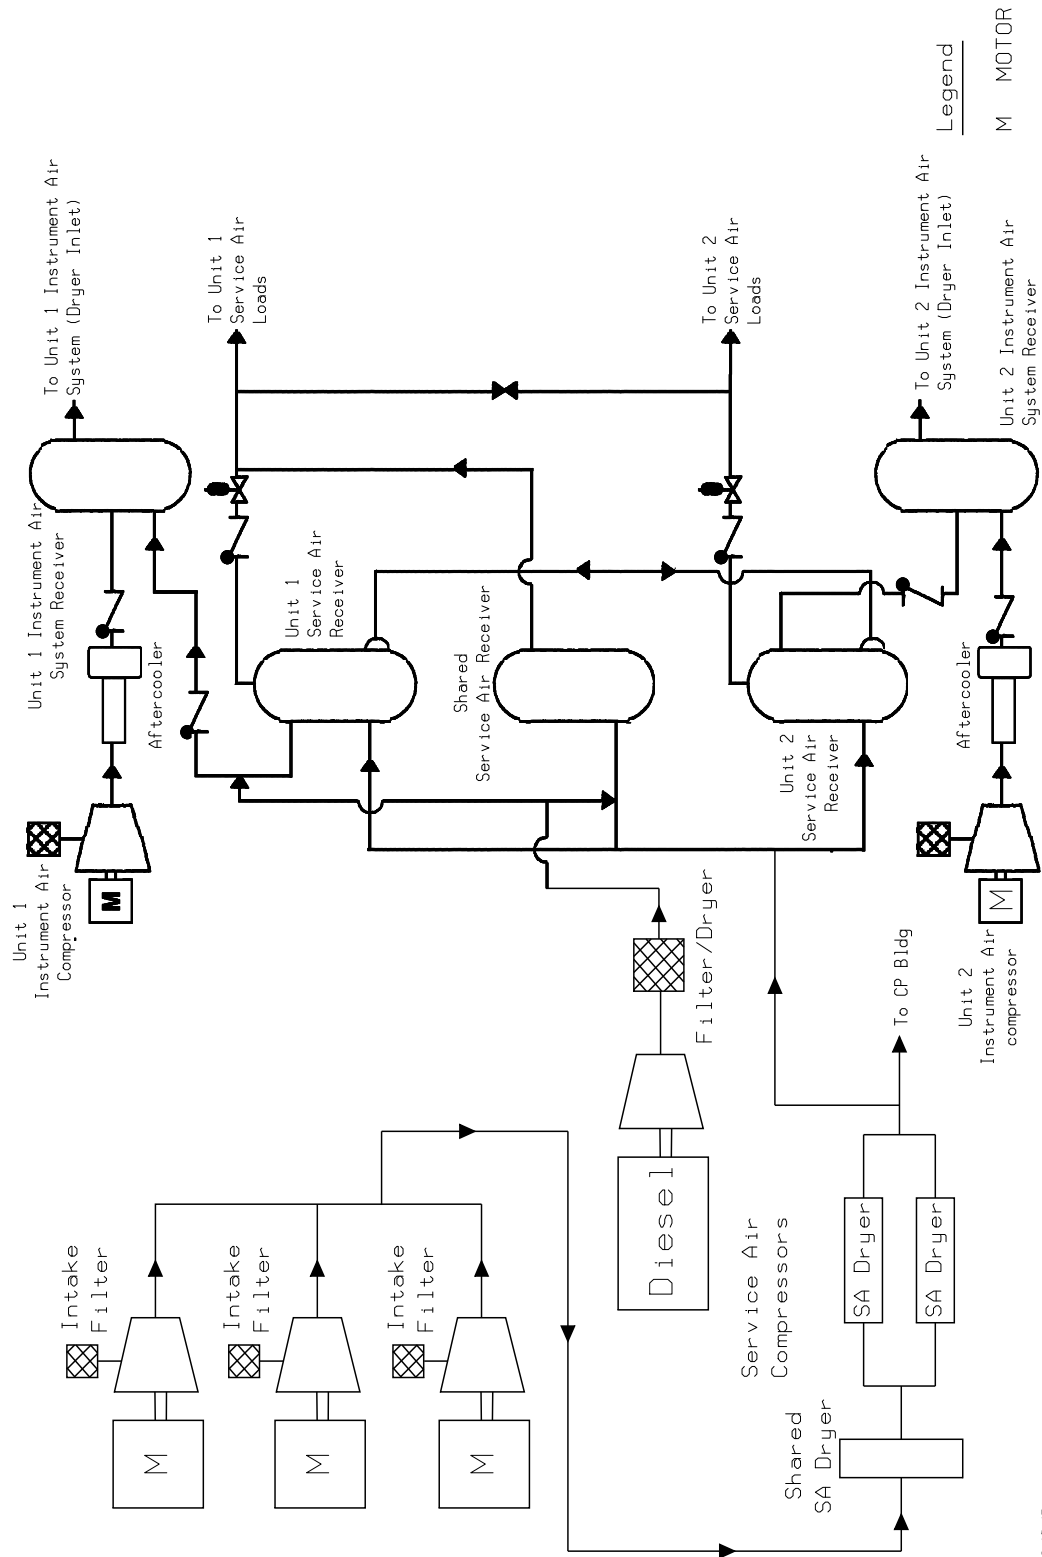 Legend
M MOTOR
To Unit 1 Instrument Air
System (Dryer Inlet)
To Unit 1
Service Air
Loads
To Unit 2
Service Air
Loads
To Unit 2 Instrument Air
System (Dryer Inlet)
Unit 2 Instrument Air
System Receiver
Unit 1 Instrument Air
System Receiver
Aftercooler
Unit 1
Service Air
Receiver
Shared
Service Air Receiver
Unit 2
Service Air
Receiver
Aftercooler
Unit 1
Instrument Air
Compressor
M
M
Unit 2
Instrument Air
compressor
Filter/Dryer
To CP Bldg
Intake
Filter
Intake
Filter
Intake
Filter
Diesel
Service Air
Compressors
SA Dryer
SA Dryer
M
M
M
Shared
SA Dryer